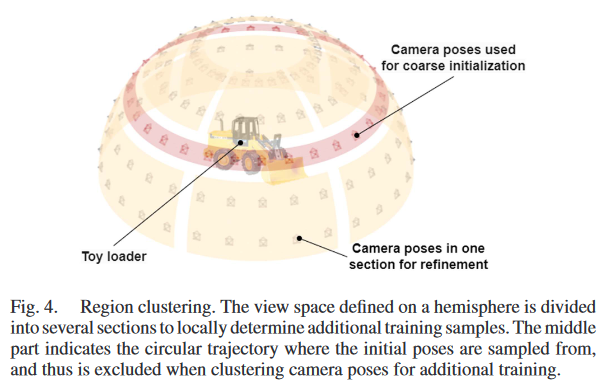 Camera poses used
for coarse initialization
Toy loader
Camera poses in one
section for refinement
Fig. 4. Region clustering. The view space defined on a hemisphere is divided
into several sections to locally determine additional training samples. The middle
part indicates the circular trajectory where the initial poses are sampled from,
and thus is excluded when clustering camera poses for additional training.